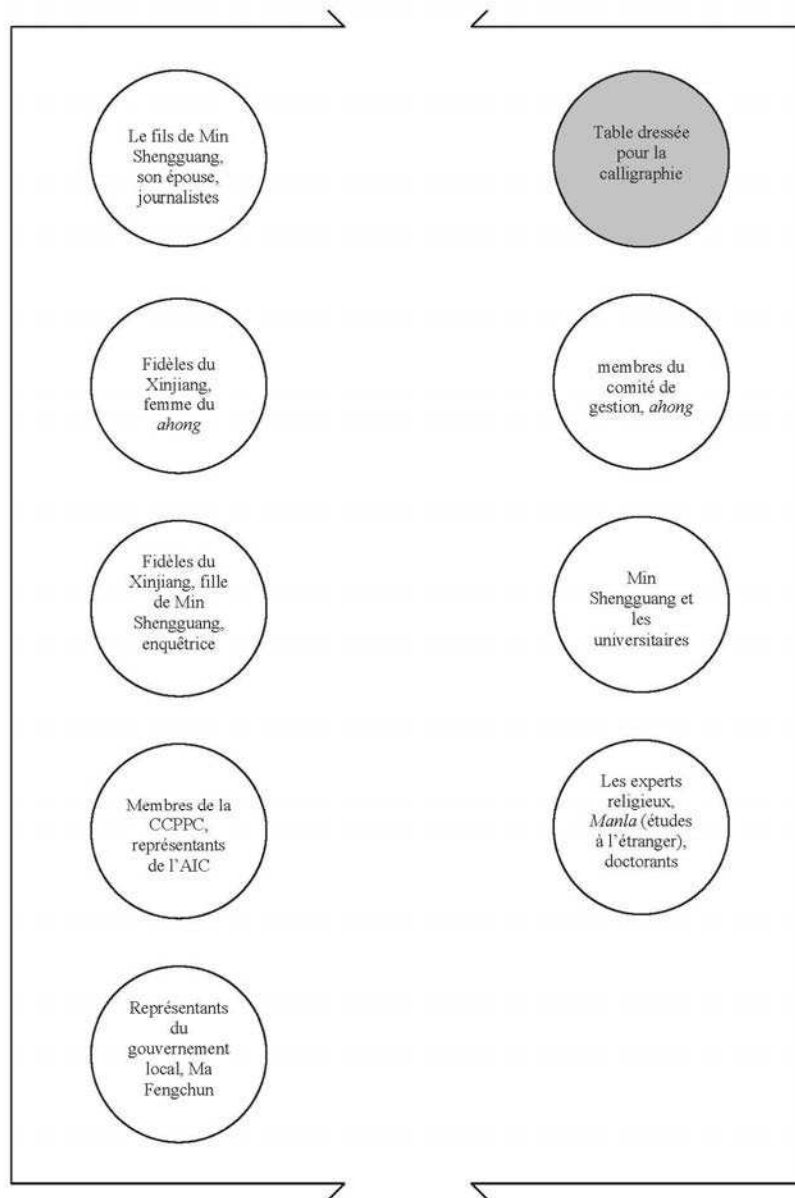 Le fils de Min
Shengguang,
son épouse,
journalistes
Table dressée
pour la
calligraphie
Fidèles du
Xinjiang,
femme du
ahong
membres du
comité de
gestion, ahong
Fidèles du
Xinjiang, fille
de Min
Shengguang,
enquêtrice
Min
Shengguang et
les
universitaires
Membres de la
CCPPC,
représentants
de l'AIC
Les experts
religieux,
Manla (études
à l'étranger),
doctorants
Représentants
du
gouvernement
local, Ma
Fengchun